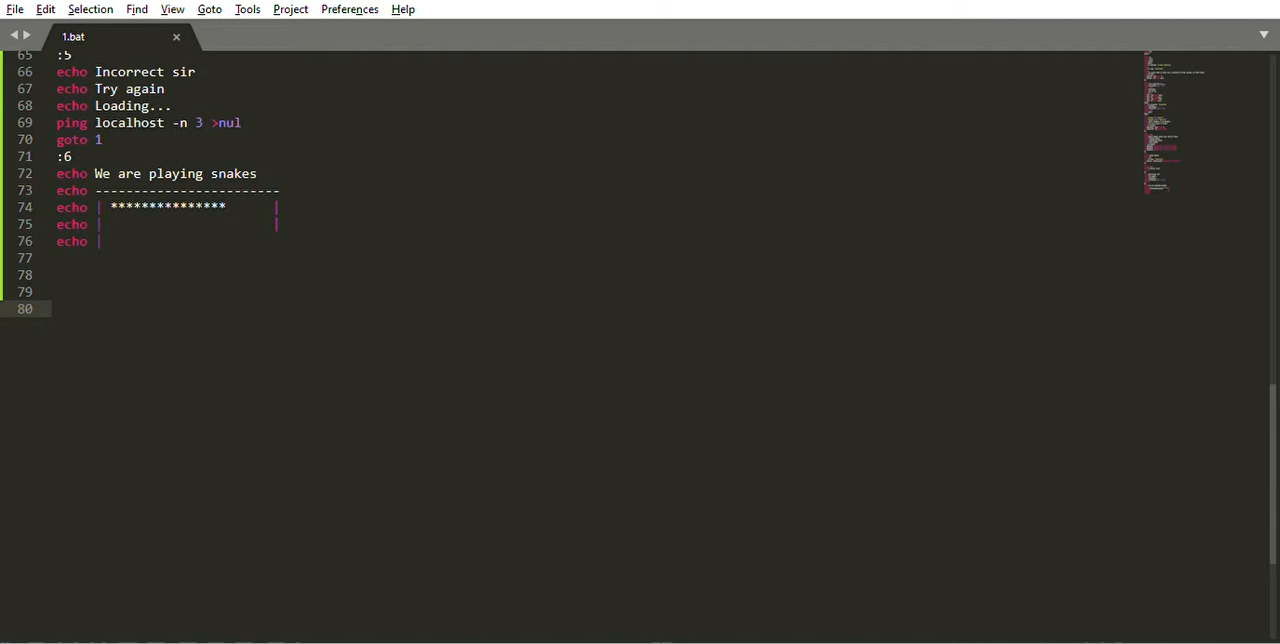 File Edit Selection Find View Goto Tools Project Preferences Help
1.bat ×
65 :5
66 echo Incorrect sir
67 echo Try again
68 echo Loading...
69 ping localhost -n 3 >nul
70 goto 1
71 :6
72 echo We are playing snakes
73 echo ------------------------
74 echo | ***************      |
75 echo |                      |
76 echo |
77
78
79
80